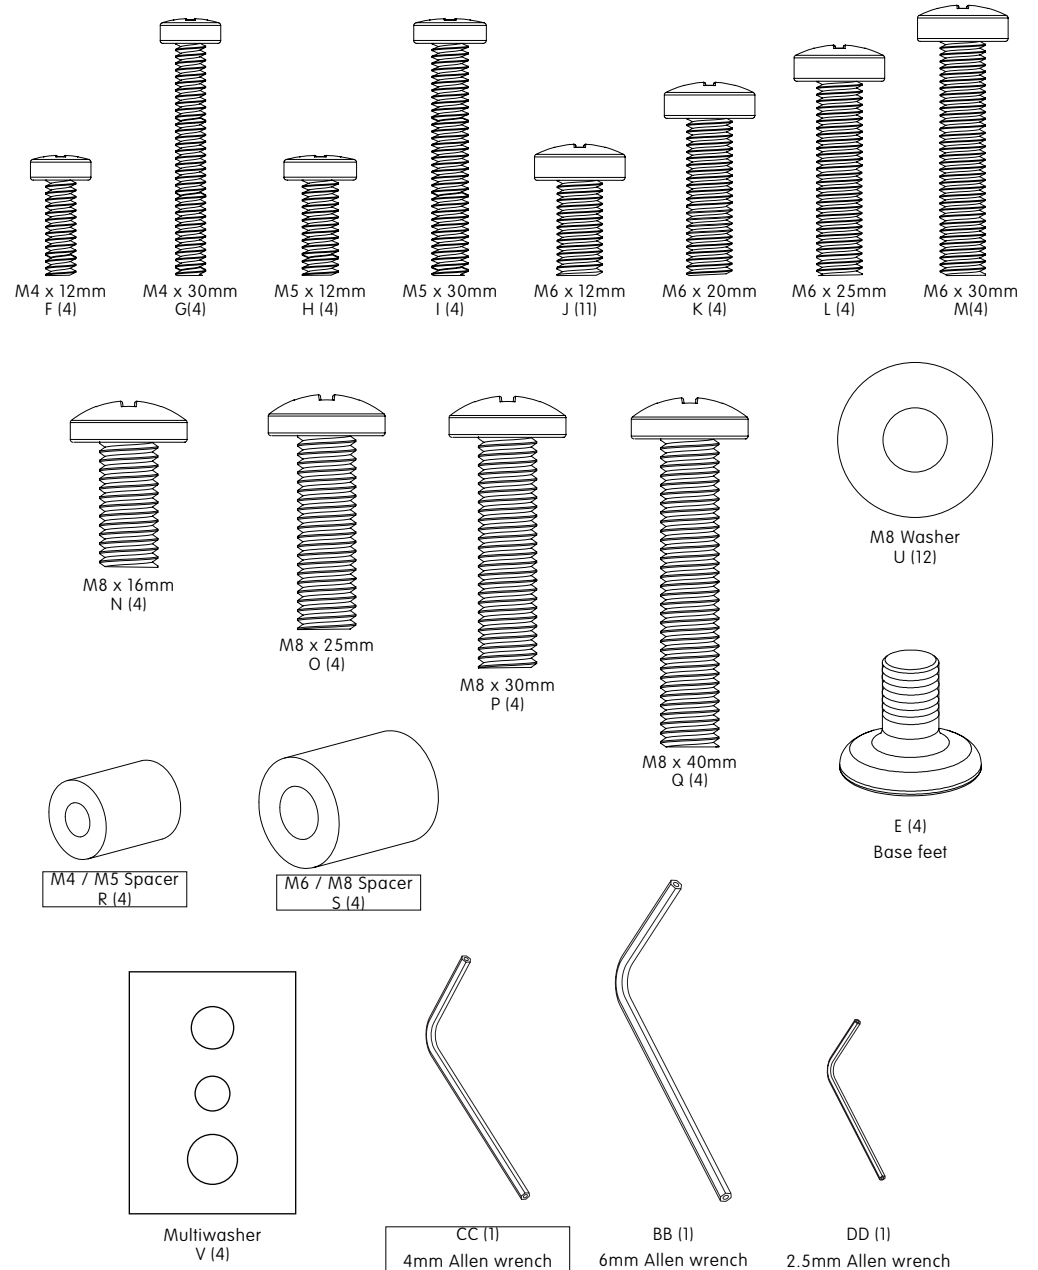 M4 x 12mm
F (4)
M4 x 30mm
G(4)
M5 x 12mm
H (4)
M5 x 30mm
I (4)
M6 x 12mm
J (11)
M6 x 20mm
K (4)
M6 x 25mm
L (4)
M6 x 30mm
M(4)
M8 x 16mm
N (4)
M8 x 25mm
O (4)
M8 x 30mm
P (4)
M8 x 40mm
Q (4)
M8 Washer
U (12)
E (4)
Base feet
M4 / M5 Spacer
R (4)
M6 / M8 Spacer
S (4)
Multiwasher
V (4)
CC (1)
4mm Allen wrench
BB (1)
6mm Allen wrench
DD (1)
2.5mm Allen wrench